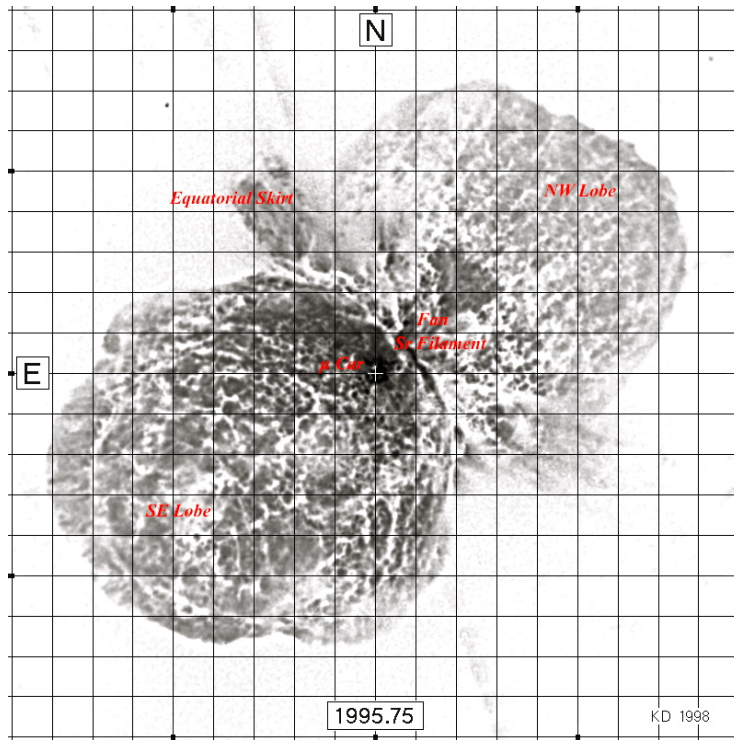 N
Equatorial Skirt
NW Lobe
Fan
Sr Filament
μ Car
E
SE Lobe
1995.75
KD 1998